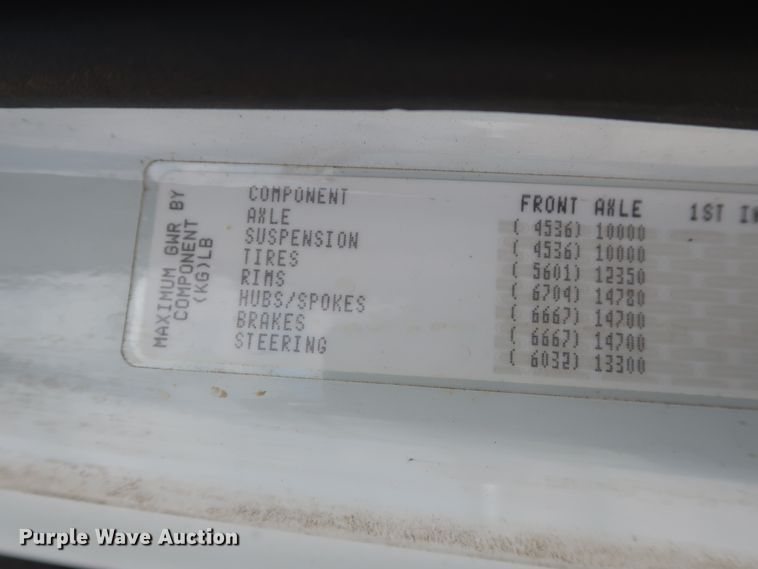 MAXIMUM GWR BY
COMPONENT
(KG)LB
COMPONENT FRONT AXLE 1ST
AXLE ( 4536) 10000
SUSPENSION ( 4536) 10000
TIRES ( 5601) 12350
RIMS ( 6704) 14780
HUBS/SPOKES ( 6667) 14700
BRAKES ( 6667) 14700
STEERING ( 6032) 13300
Purple Wave Auction